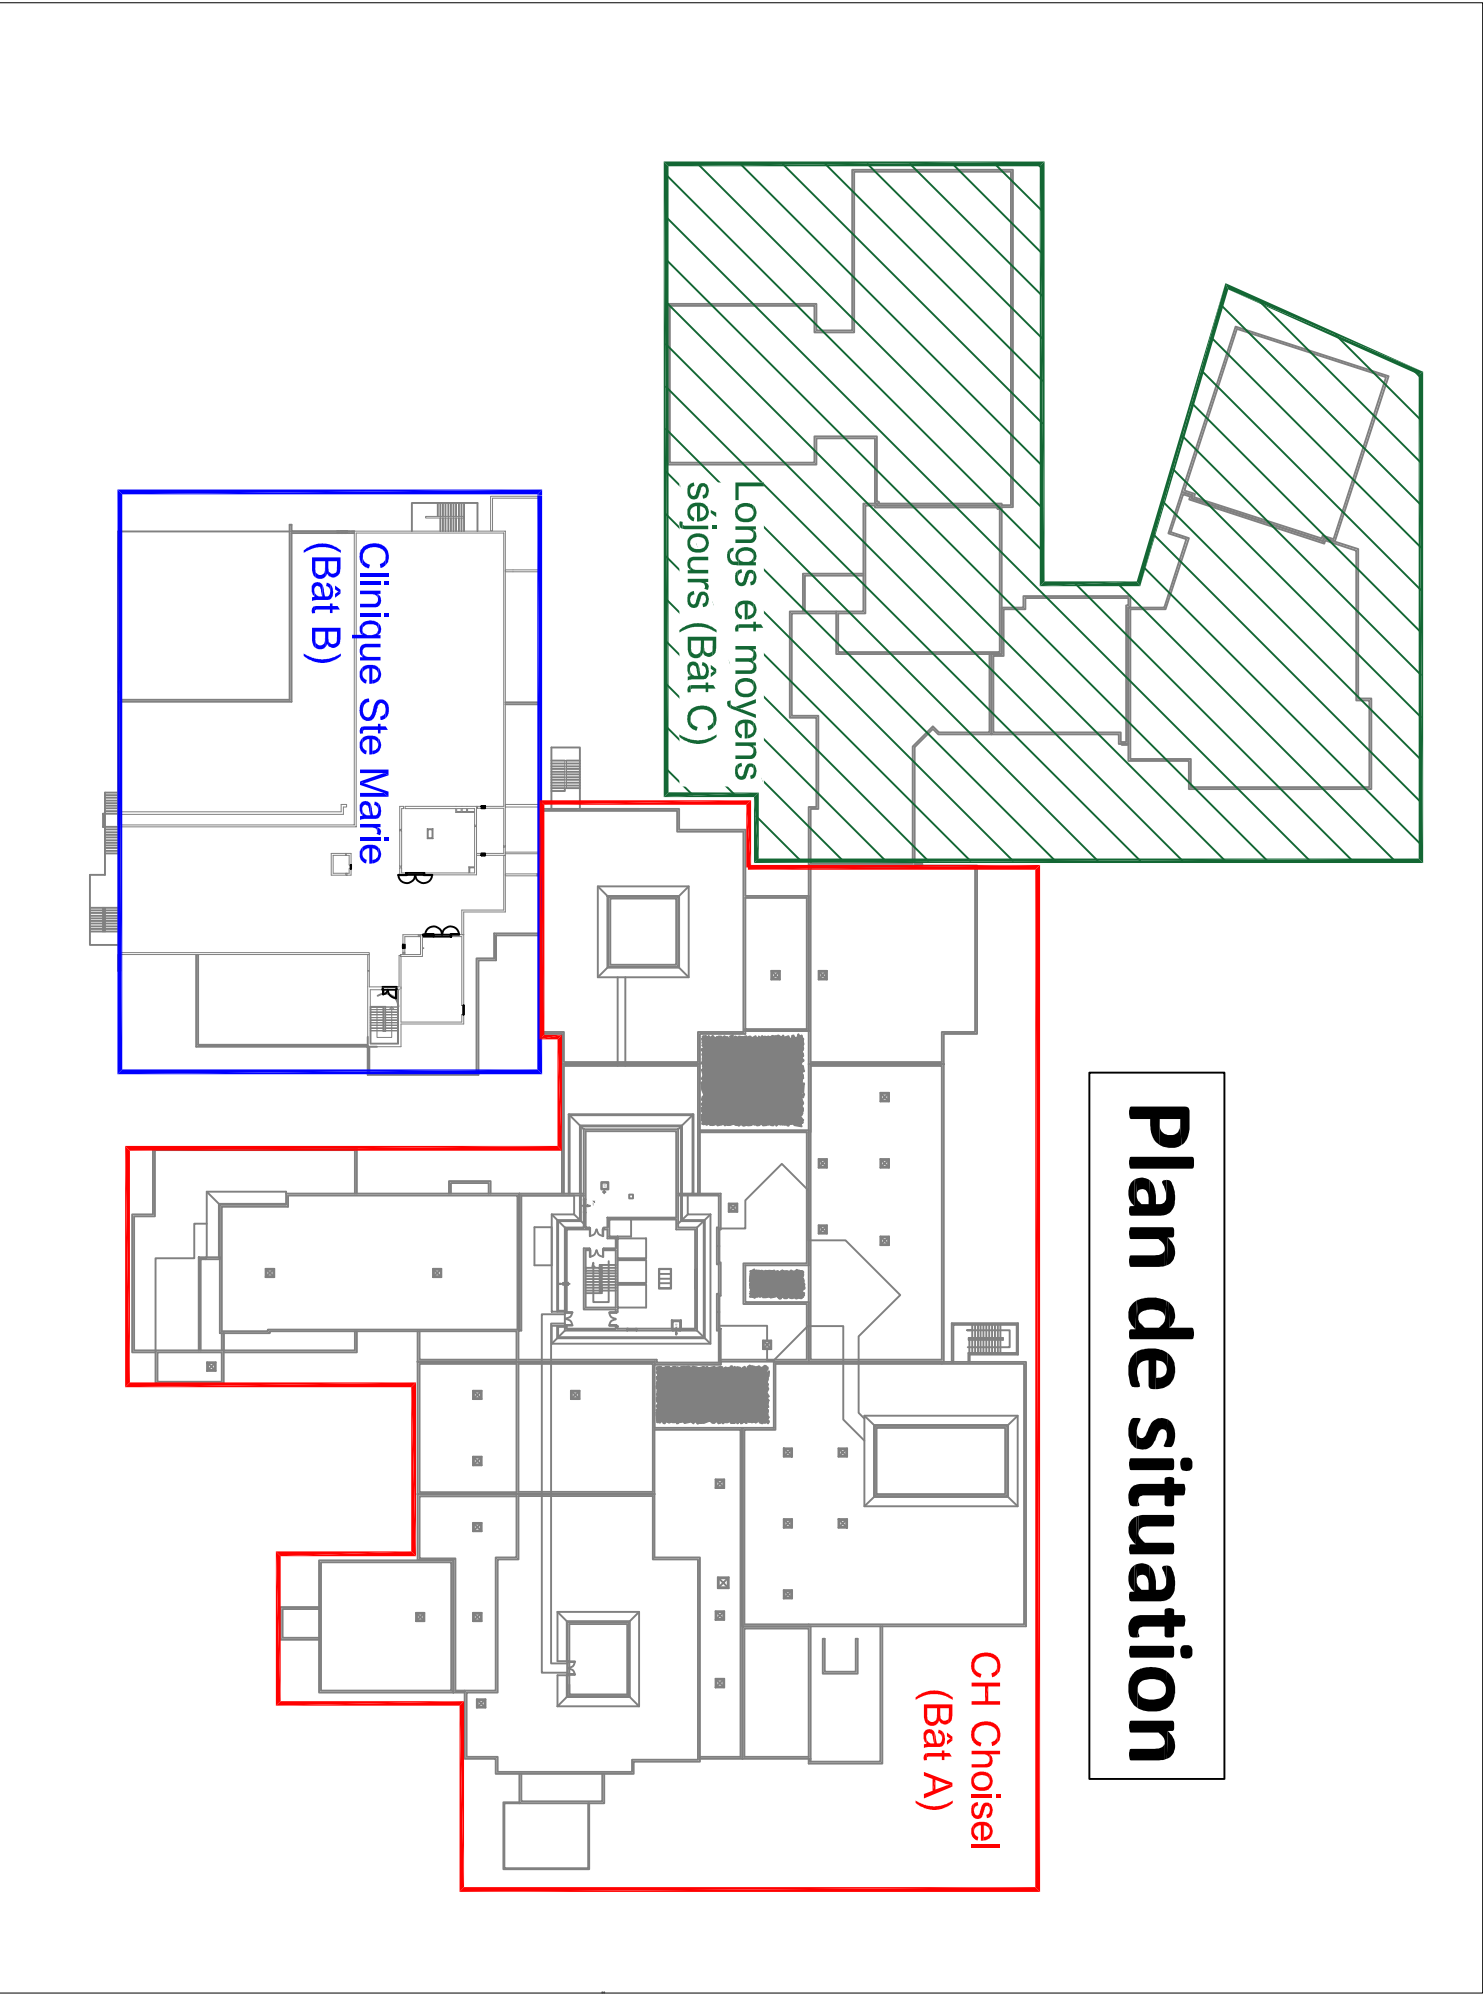 Plan de situation
Longs et moyens
séjours (Bât C)
CH Choisel
(Bât A)
Clinique Ste Marie
(Bât B)